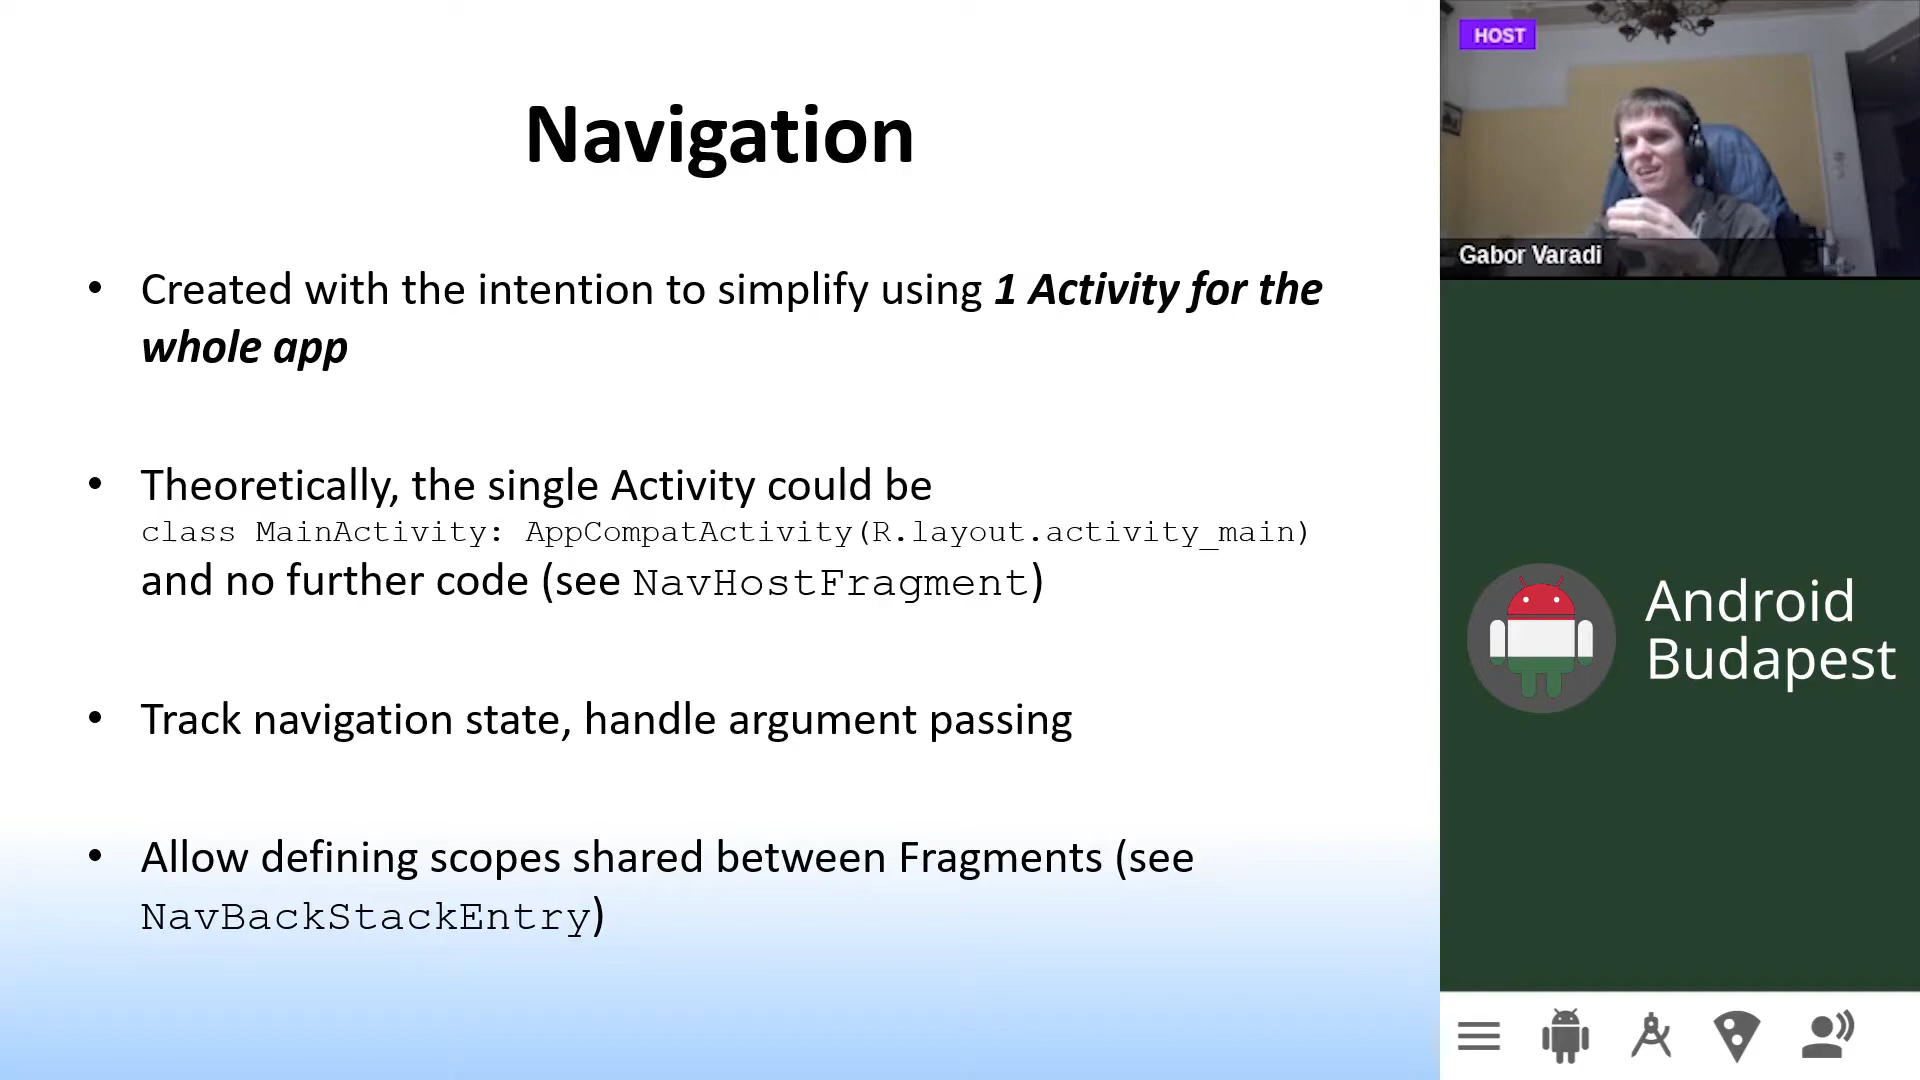 Navigation
• Created with the intention to simplify using 1 Activity for the
whole app
• Theoretically, the single Activity could be
class MainActivity: AppCompatActivity(R.layout.activity_main)
and no further code (see NavHostFragment)
• Track navigation state, handle argument passing
• Allow defining scopes shared between Fragments (see
NavBackStackEntry)
HOST
Gabor Varadi
Android
Budapest